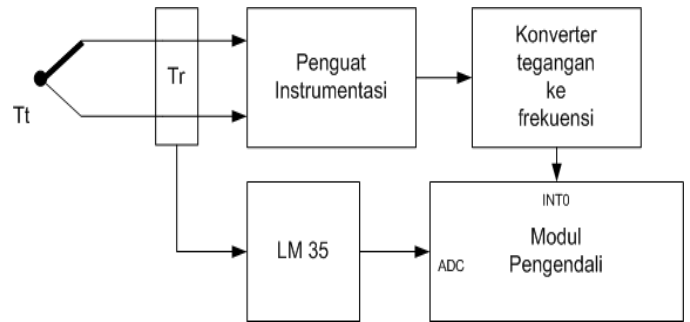 Tt
Tr
Penguat
Instrumentasi
Konverter
tegangan
ke
frekuensi
LM 35
INT0
ADC
Modul
Pengendali